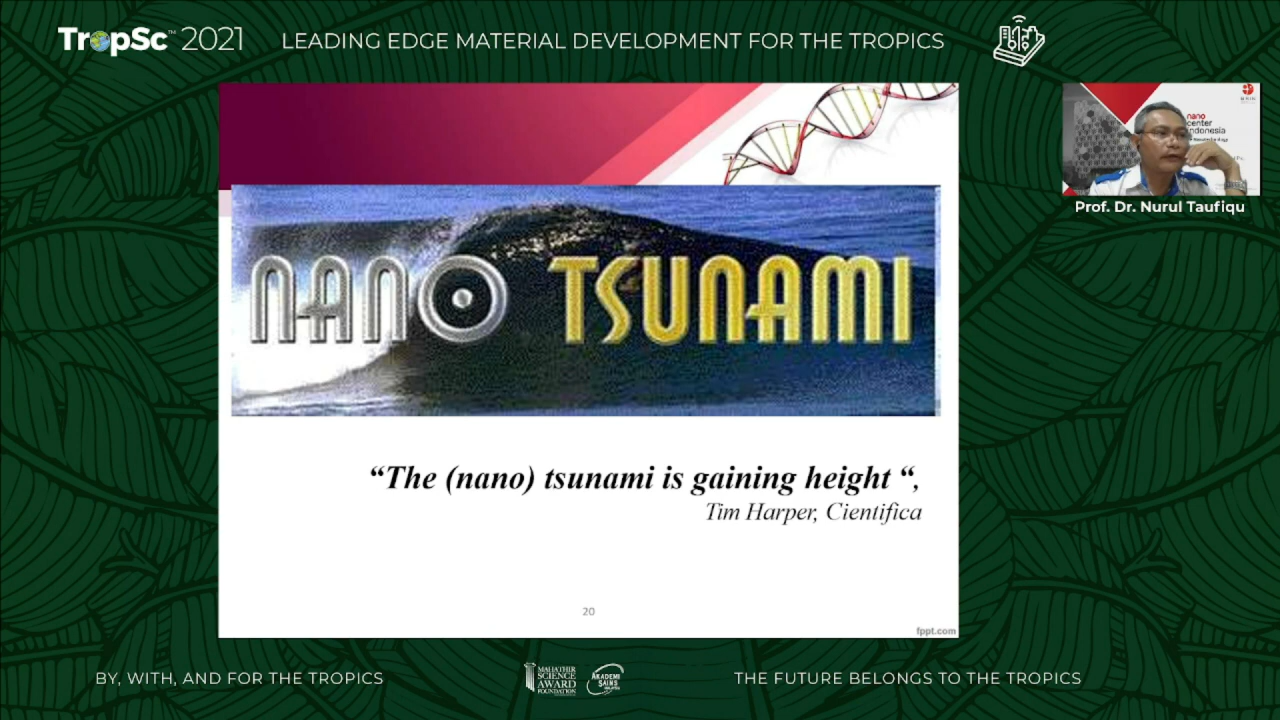 TropSc™ 2021
LEADING EDGE MATERIAL DEVELOPMENT FOR THE TROPICS
nano
center
indonesia
Prof. Dr. Nurul Taufiqu
NANO TSUNAMI
“The (nano) tsunami is gaining height “,
Tim Harper, Cientifica
20
fppt.com
BY, WITH, AND FOR THE TROPICS
MAHATHIR
SCIENCE
AWARD
FOUNDATION
AKADEMI
SAINS
THE FUTURE BELONGS TO THE TROPICS